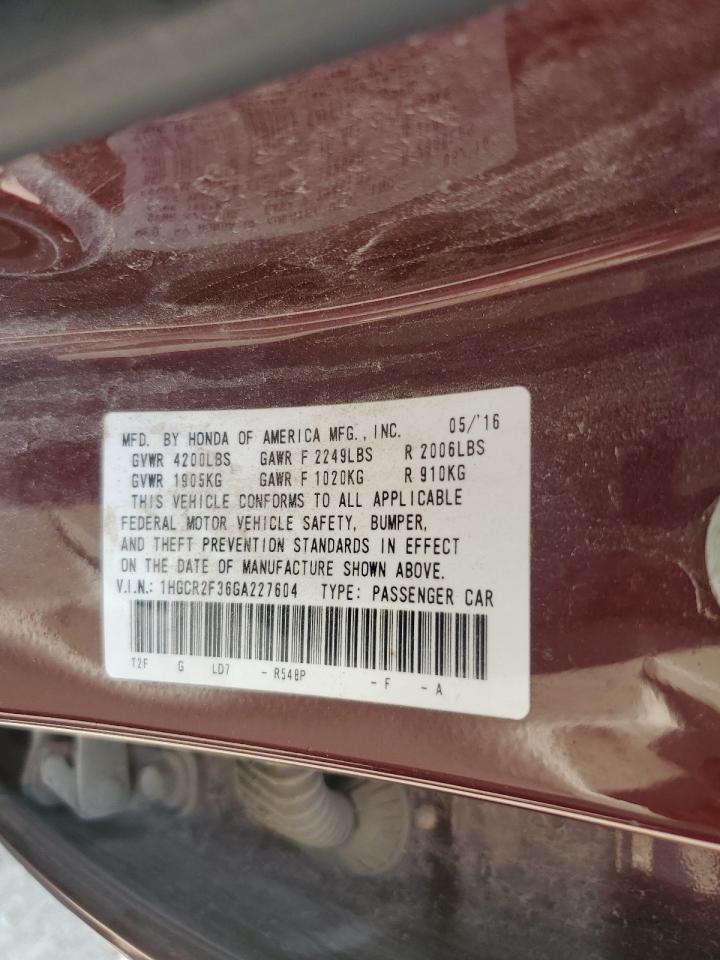 MFD. BY HONDA OF AMERICA MFG., INC. 05/'16
GVWR 4200LBS GAWR F 2249LBS R 2006LBS
GVWR 1905KG GAWR F 1020KG R 910KG
THIS VEHICLE CONFORMS TO ALL APPLICABLE
FEDERAL MOTOR VEHICLE SAFETY, BUMPER,
AND THEFT PREVENTION STANDARDS IN EFFECT
ON THE DATE OF MANUFACTURE SHOWN ABOVE.
V.I.N.: 1HGCR2F36GA227604 TYPE: PASSENGER CAR
T2F G LD7 - R548P - F - A